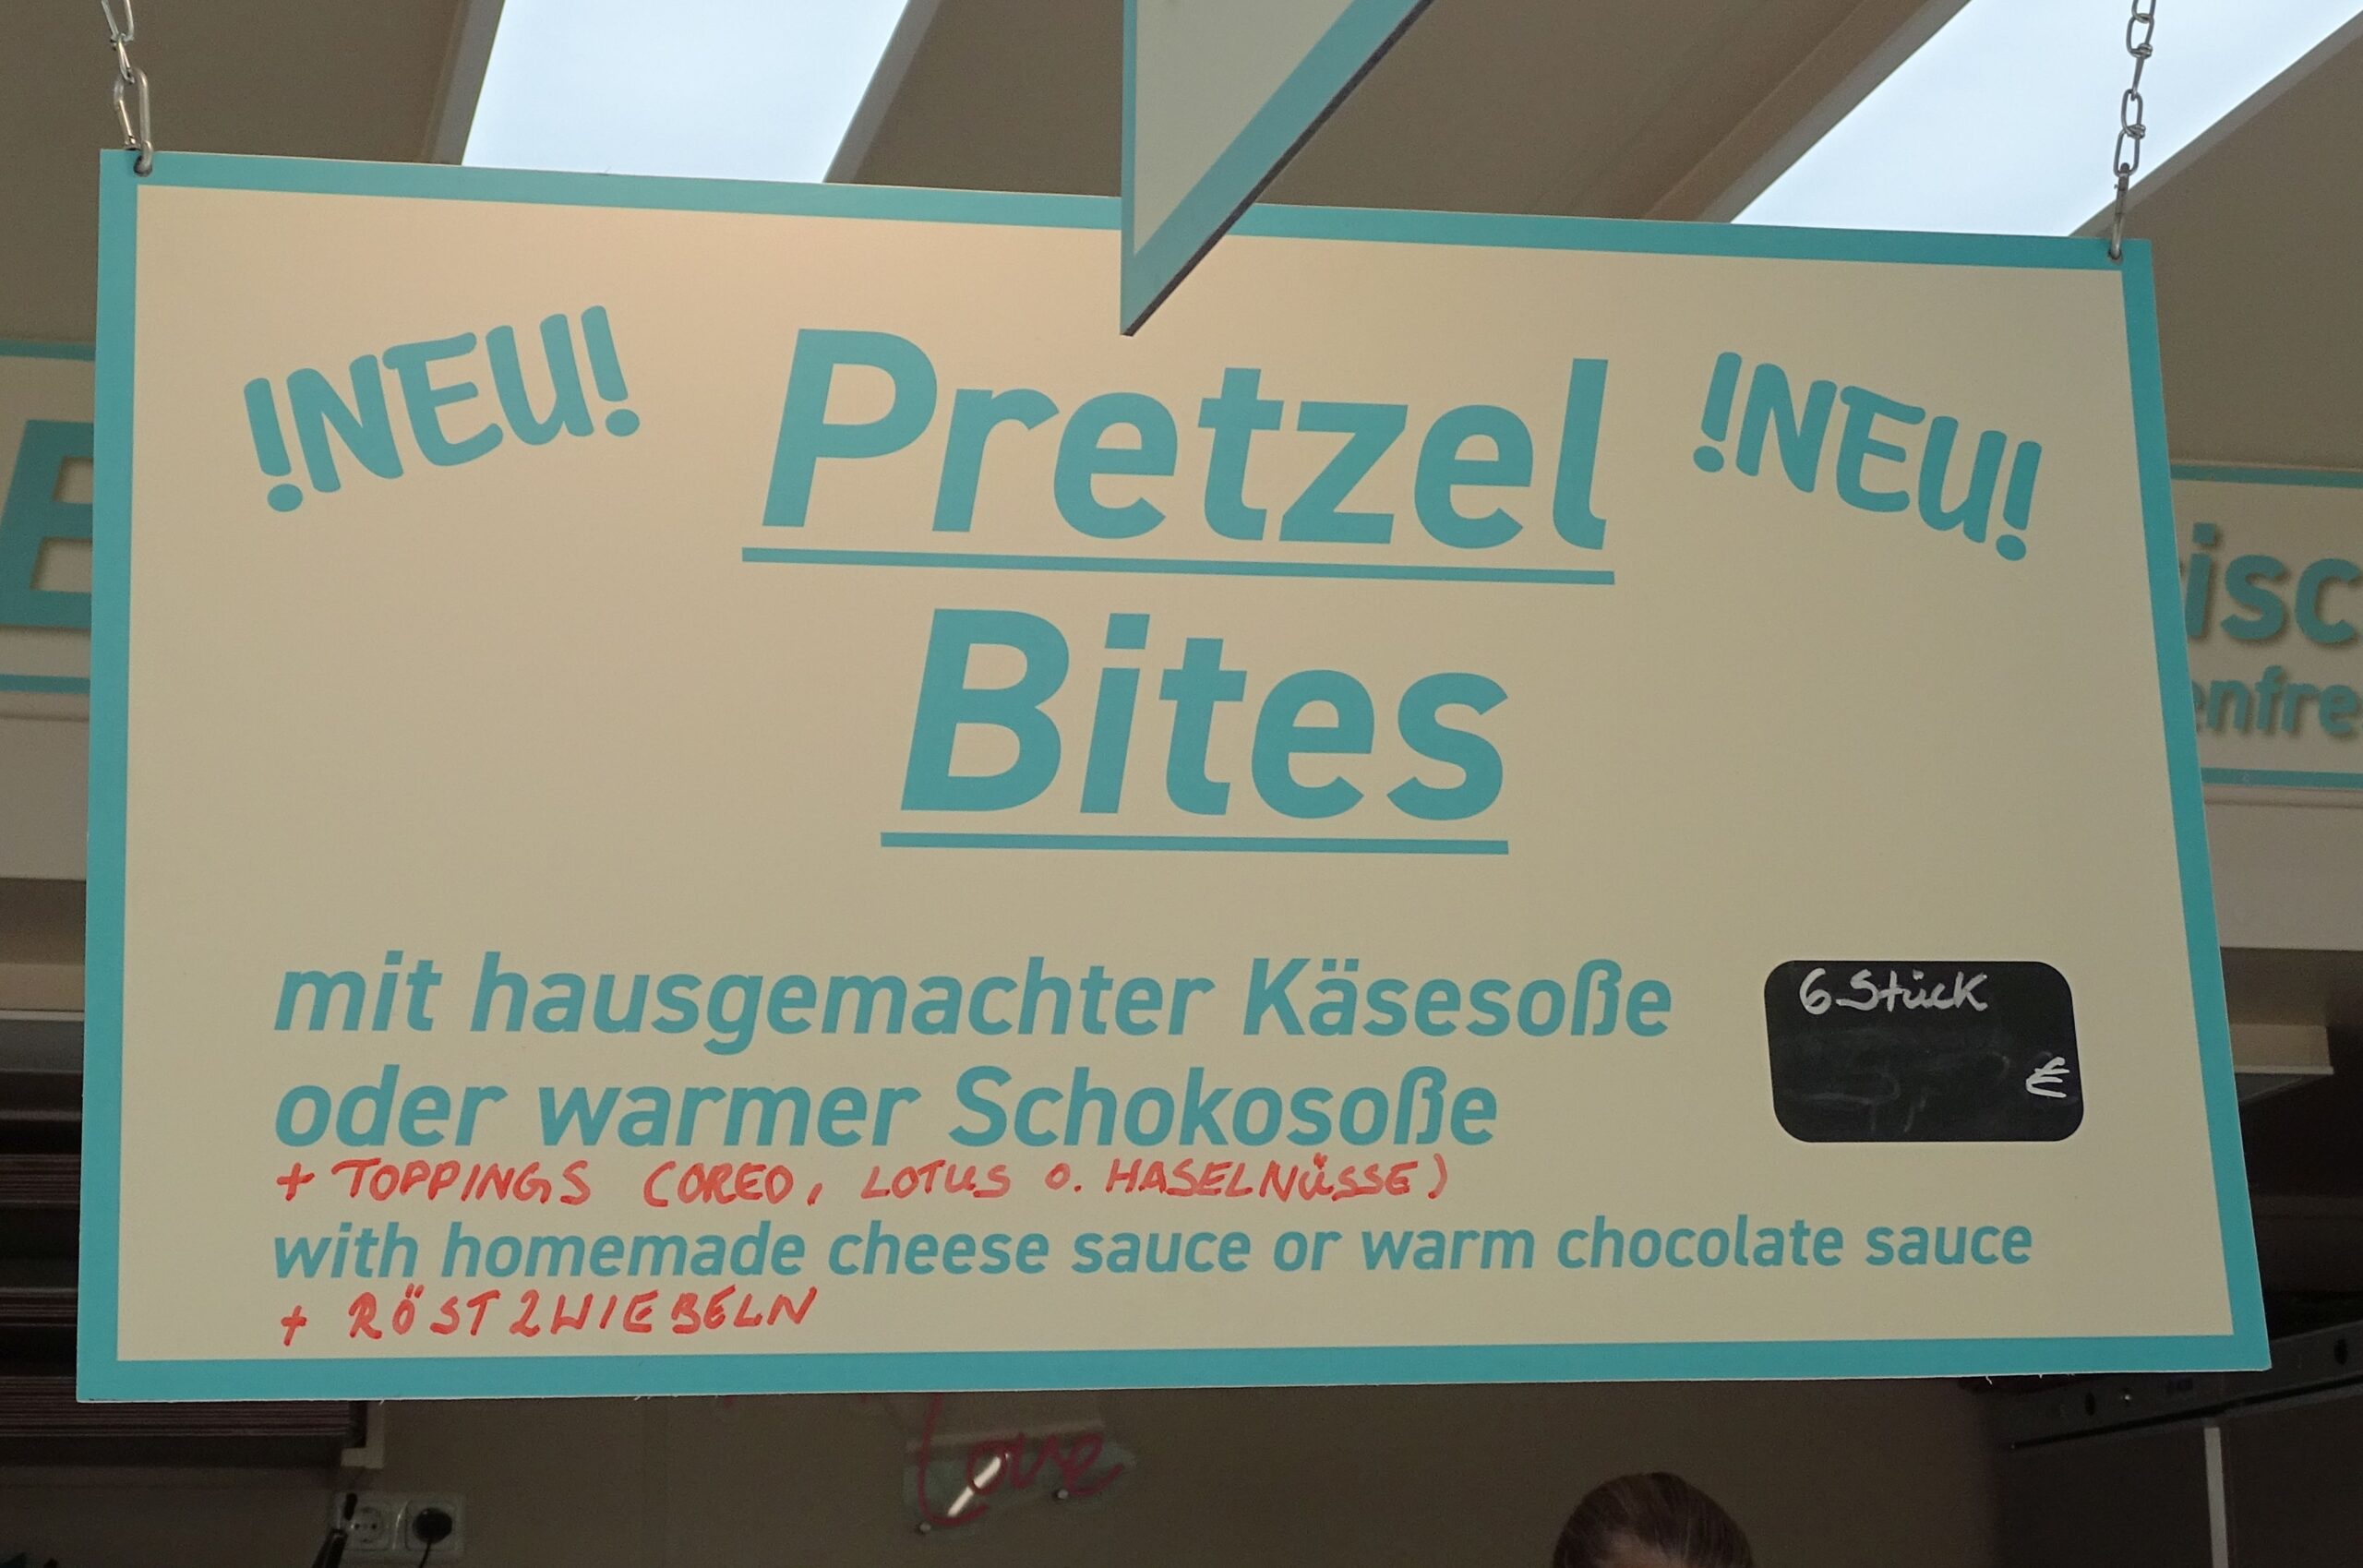 !NEU! Pretzel !NEU!
Bites
mit hausgemachter Käsesoße
oder warmer Schokosoße
6 Stück
€
+ TOPPINGS (OREO, LOTUS o. HASELNÜSSE)
with homemade cheese sauce or warm chocolate sauce
+ RÖSTZWIEBELN
Love